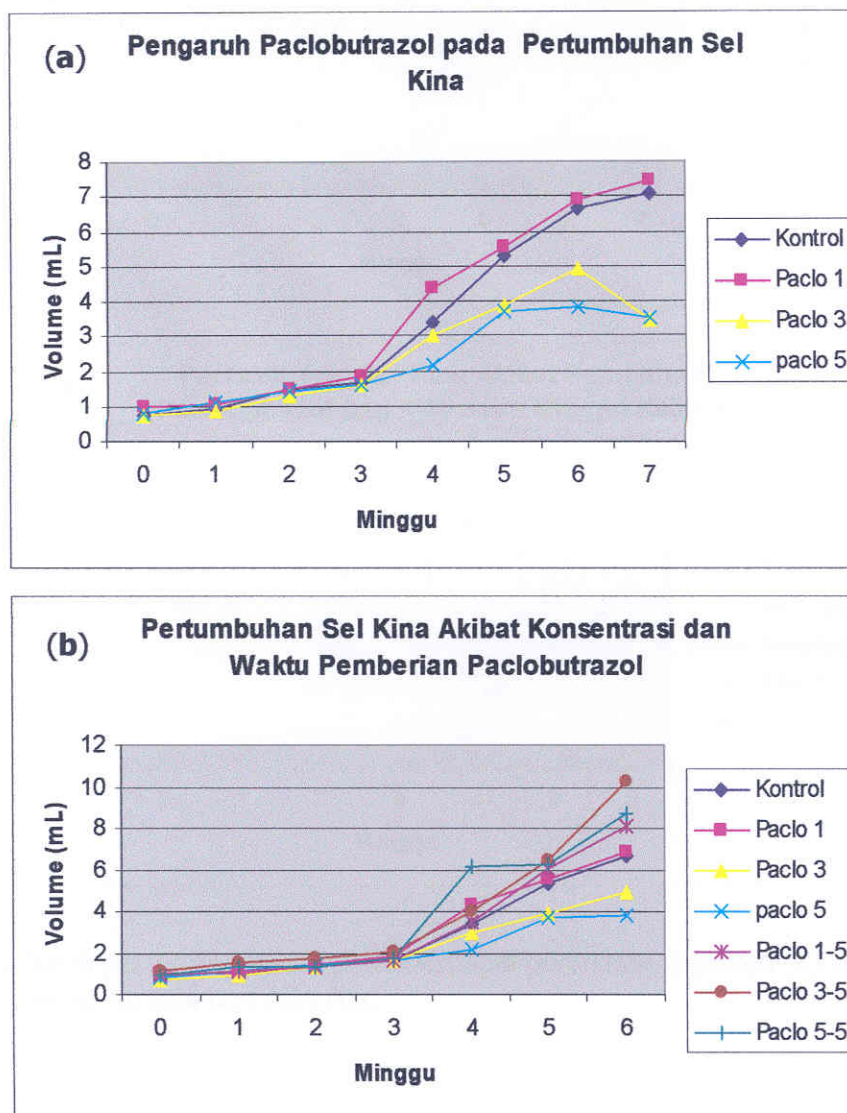 (a)
Pengaruh Paclobutrazol pada Pertumbuhan Sel
Kina
8
7
6
5
4
3
2
1
0
Volume (mL)
0 1 2 3 4 5 6 7
Minggu
Kontrol
Paclo 1
Paclo 3
paclo 5
(b)
Pertumbuhan Sel Kina Akibat Konsentrasi dan
Waktu Pemberian Paclobutrazol
12
10
8
6
4
2
0
Volume (mL)
0 1 2 3 4 5 6
Minggu
Kontrol
Paclo 1
Paclo 3
paclo 5
Paclo 1-5
Paclo 3-5
Paclo 5-5